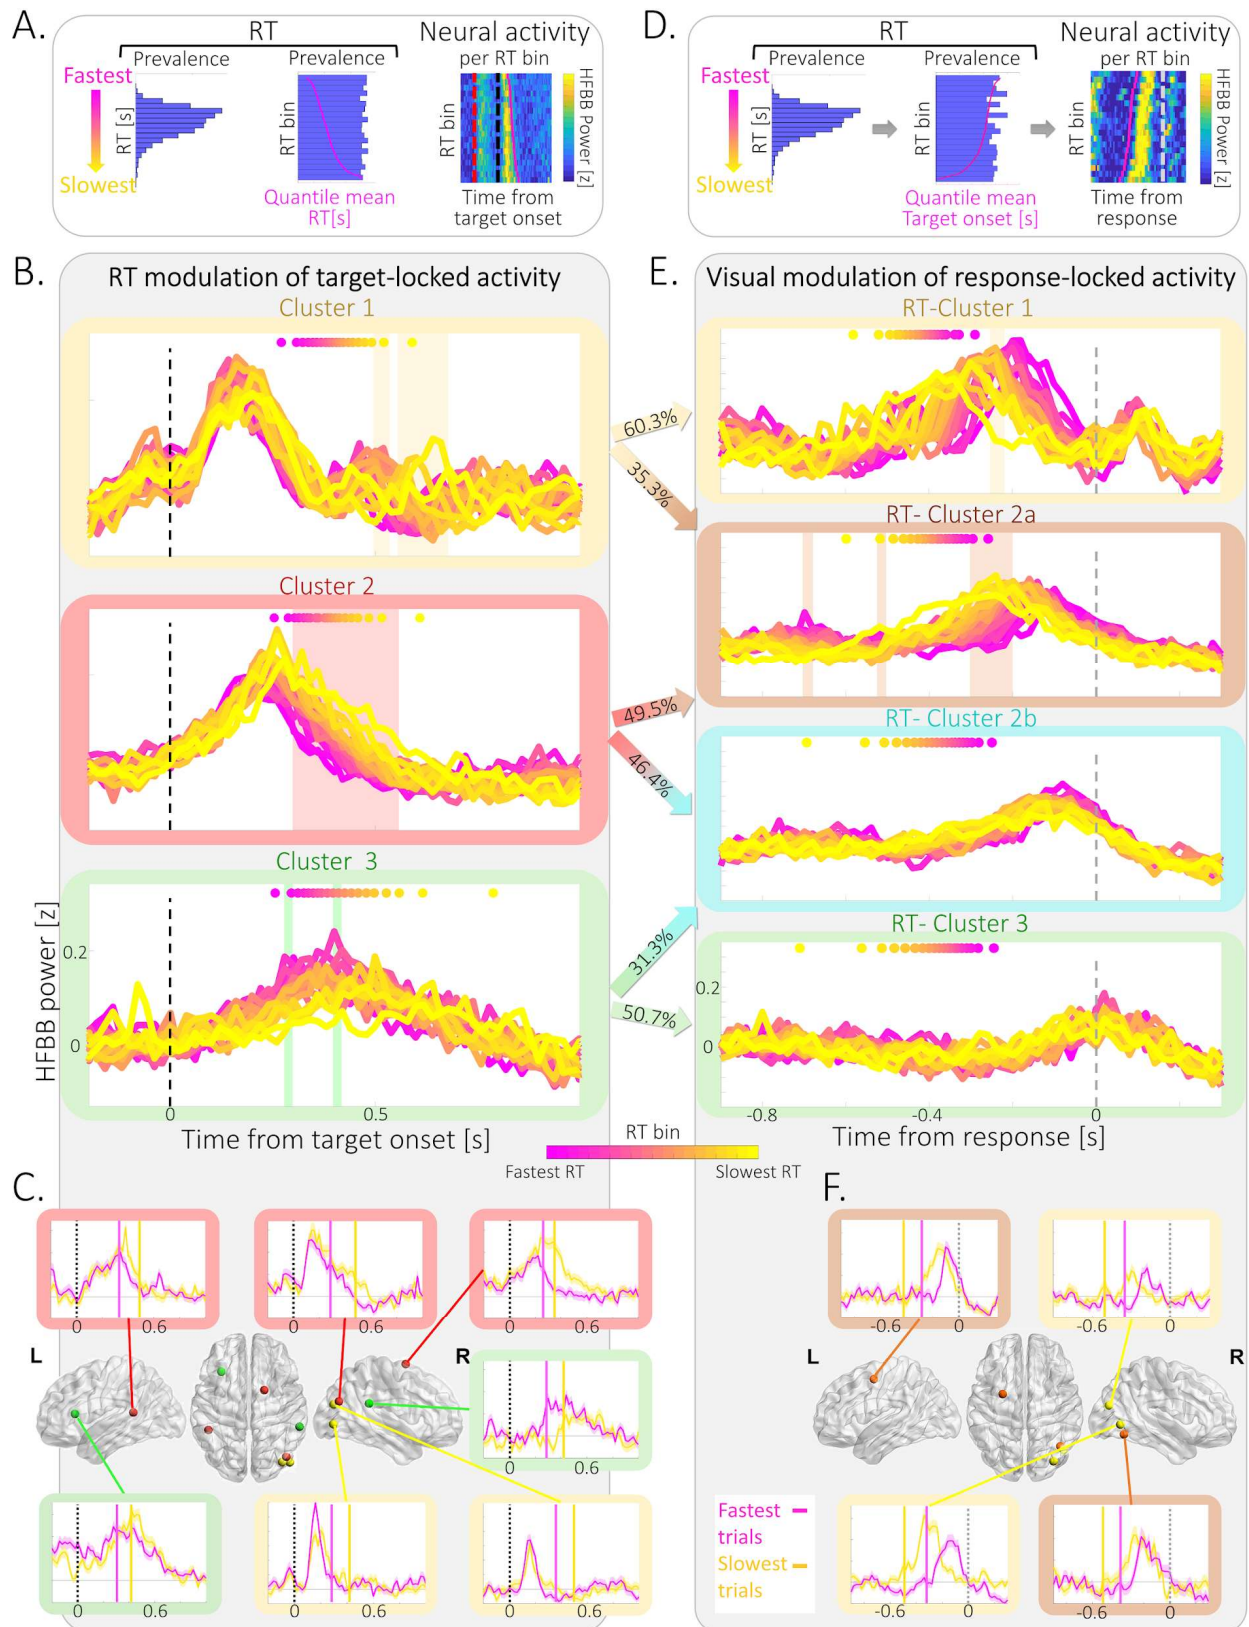 A.
RT
Prevalence
Prevalence
Neural activity
per RT bin
Fastest
Slowest
RT [s]
RT bin
Quantile mean
RT[s]
RT bin
HFBB Power [z]
Time from
target onset
D.
RT
Prevalence
Prevalence
Neural activity
per RT bin
Fastest
Slowest
RT [s]
RT bin
Quantile mean
Target onset [s]
RT bin
HFBB Power [z]
Time from
response
B.
RT modulation of target-locked activity
Cluster 1
Cluster 2
Cluster 3
HFBB power [z]
0.2
0
0
0.5
Time from target onset [s]
60.3%
35.3%
49.5%
46.4%
31.3%
50.7%
E.
Visual modulation of response-locked activity
RT-Cluster 1
RT- Cluster 2a
RT- Cluster 2b
RT- Cluster 3
0.2
0
-0.8
-0.4
0
Time from response [s]
RT bin
Fastest RT
Slowest RT
C.
0
0.6
0
0.6
0
0.6
L
R
0
0.6
0
0.6
0
0.6
0
0.6
F.
-0.6
0
-0.6
0
L
R
Fastest
trials
Slowest
trials
-0.6
0
-0.6
0